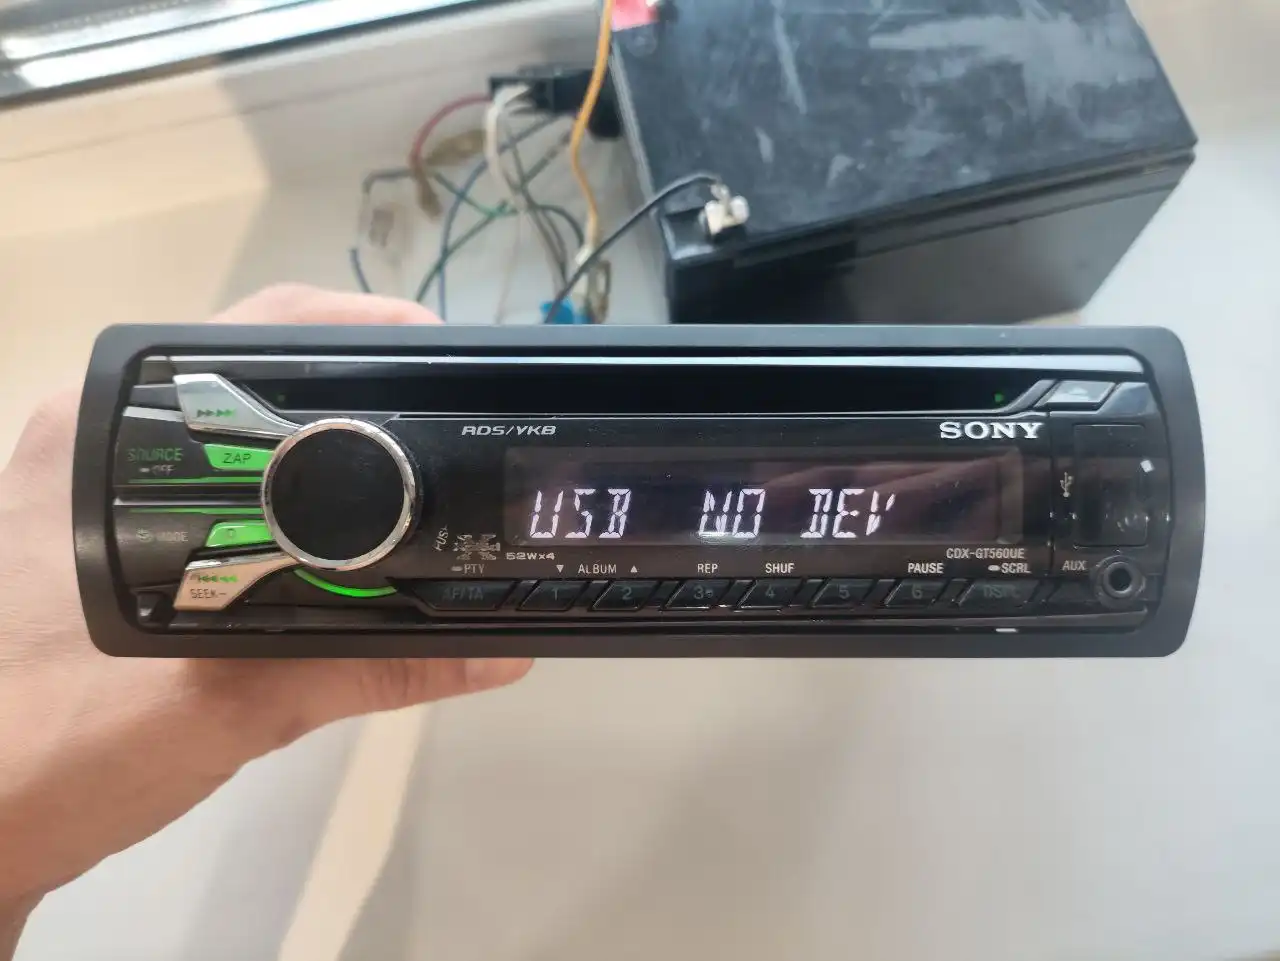 RDS/УКВ
SONY
SOURCE
OFF
ZAP
MODE
SEEK−
USB NO DEV
52W×4
CDX-GT560UE
PTY
▼ ALBUM ▲
REP
SHUF
PAUSE
SCRL
AUX
AF/TA
1
2
3
4
5
6
DSPL